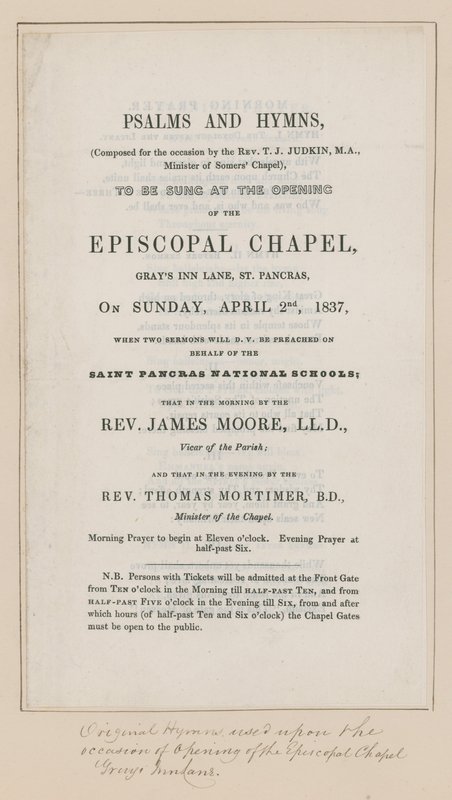 PSALMS AND HYMNS,
(Composed for the occasion by the REV. T. J. JUDKIN, M.A.,
Minister of Somers' Chapel),
TO BE SUNG AT THE OPENING
OF THE
EPISCOPAL CHAPEL,
GRAY'S INN LANE, ST. PANCRAS,
ON SUNDAY, APRIL 2nd, 1837,
WHEN TWO SERMONS WILL D. V. BE PREACHED ON
BEHALF OF THE
SAINT PANCRAS NATIONAL SCHOOLS;
THAT IN THE MORNING BY THE
REV. JAMES MOORE, LL.D.,
Vicar of the Parish;
AND THAT IN THE EVENING BY THE
REV. THOMAS MORTIMER, B.D.,
Minister of the Chapel.
Morning Prayer to begin at Eleven o'clock. Evening Prayer at
half-past Six.
N.B. Persons with Tickets will be admitted at the Front Gate
from TEN o'clock in the Morning till HALF-PAST TEN, and from
HALF-PAST FIVE o'clock in the Evening till SIX, from and after
which hours (of half-past Ten and Six o'clock) the Chapel Gates
must be open to the public.
Original Hymns used upon the
occasion of Opening of the Episcopal Chapel
Grays Inn Lane.